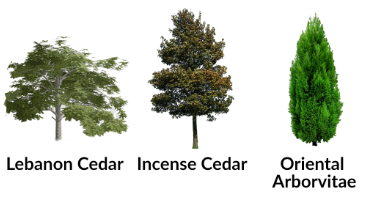 Lebanon Cedar
Incense Cedar
Oriental
Arborvitae